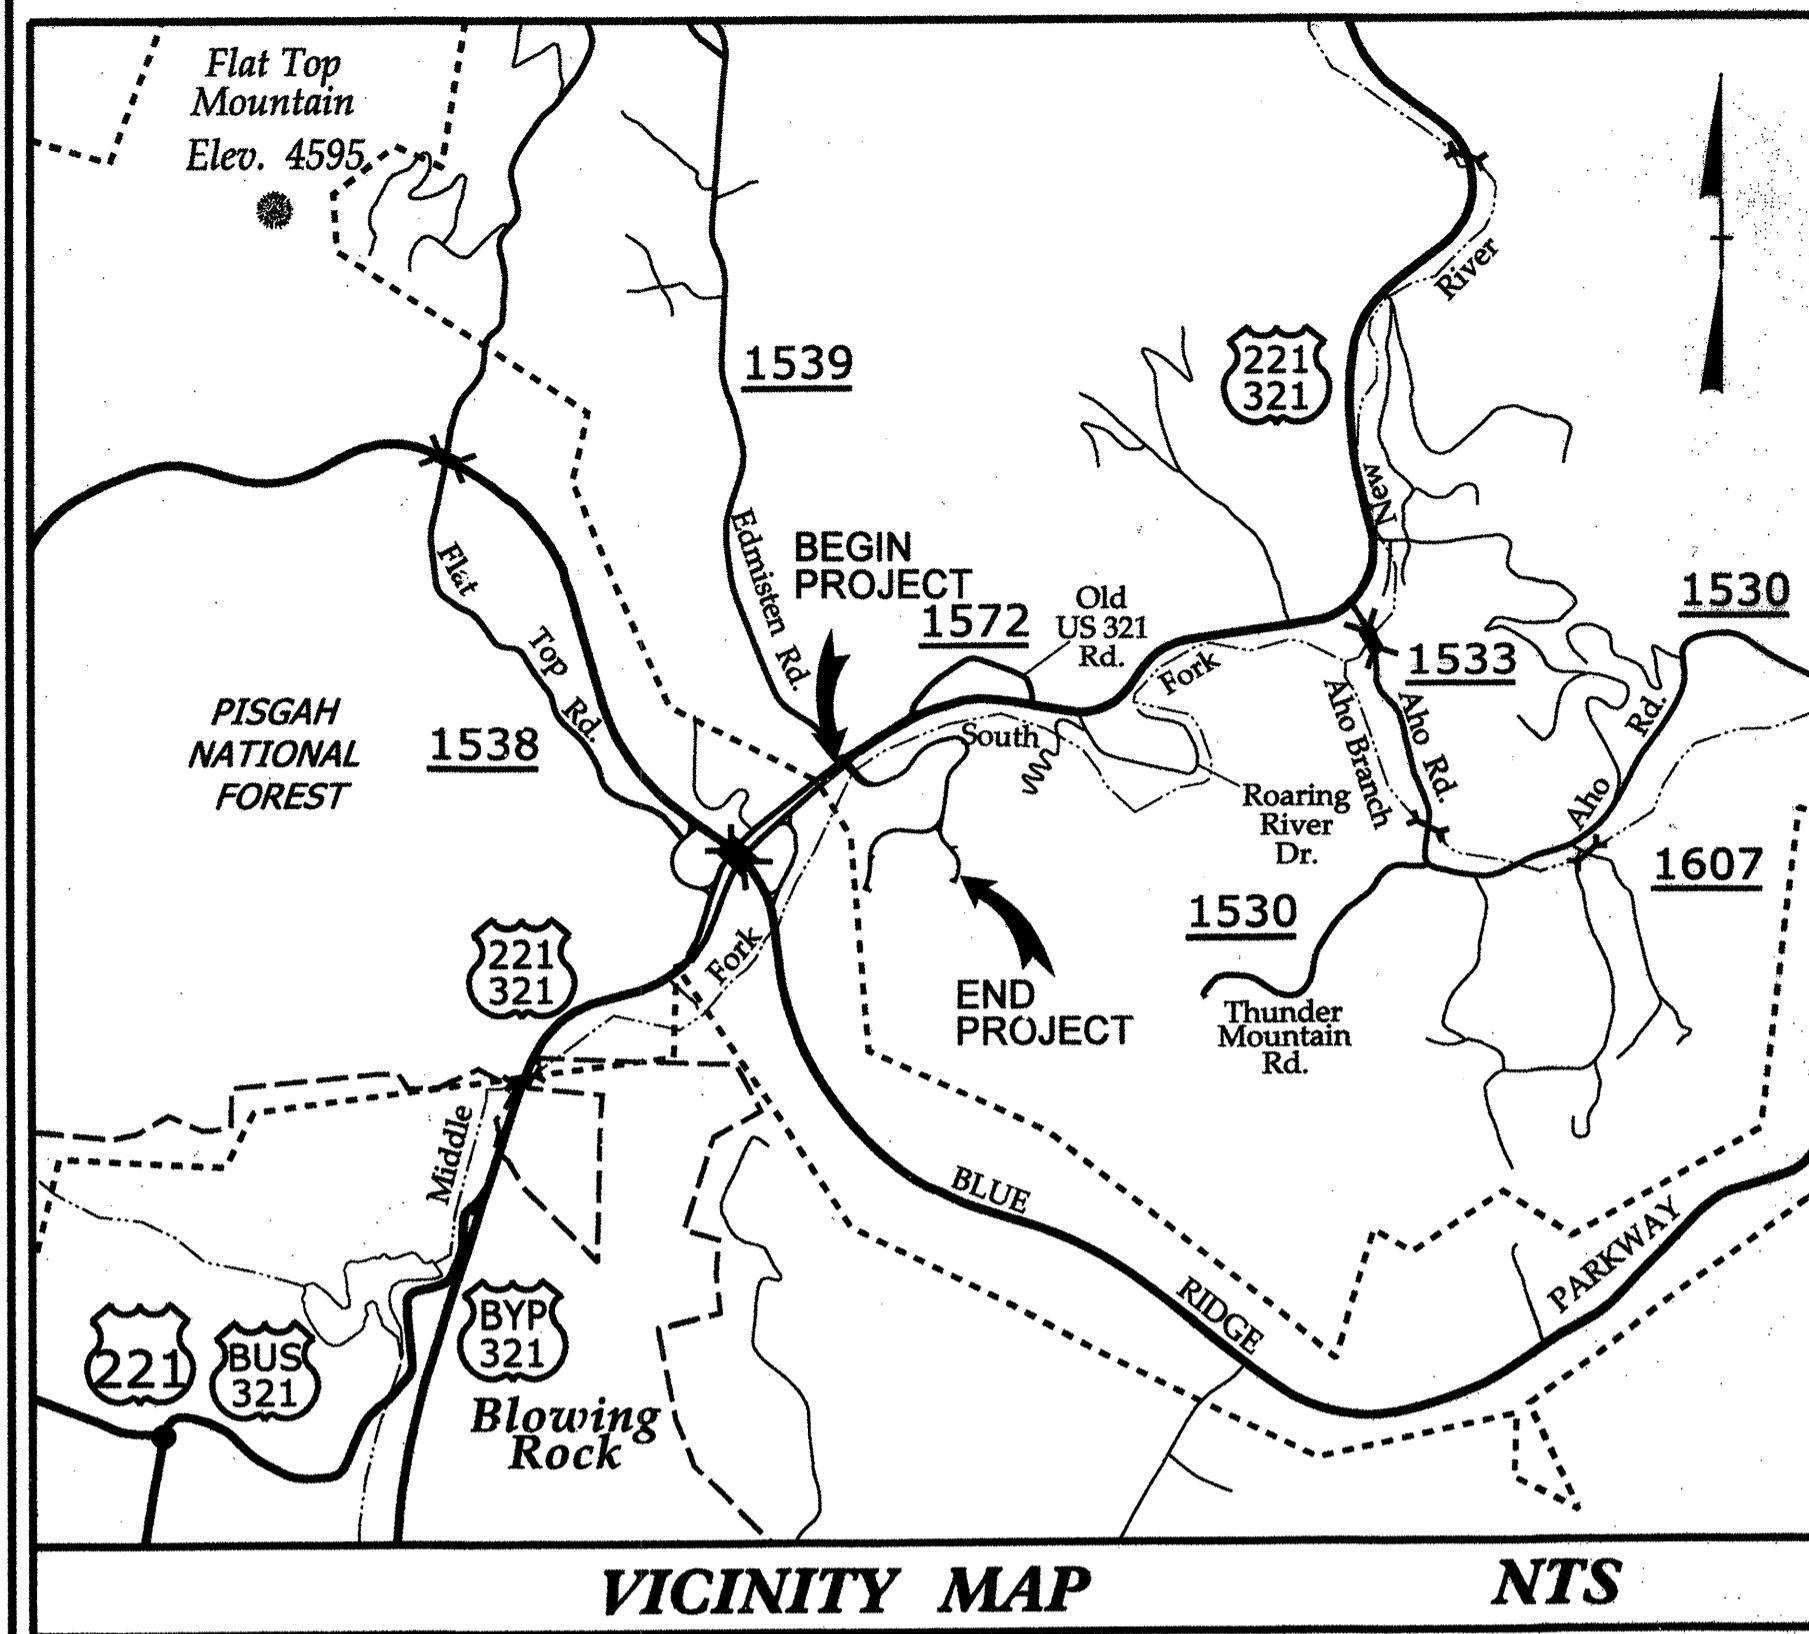 Flat Top
Mountain
Elev. 4595
River
221
321
1539
New
Edmisten Rd.
BEGIN
PROJECT
1572
Old
US 321
Rd.
1530
Flat Top Rd.
Fork
1533
PISGAH
NATIONAL
FOREST
1538
South
Aho Branch
Aho Rd.
Aho Rd.
Roaring
River
Dr.
1607
1530
221
321
Fork
END
PROJECT
Thunder
Mountain
Rd.
Middle
BLUE
RIDGE
PARKWAY
221
BUS
321
BYP
321
Blowing
Rock
VICINITY MAP
NTS